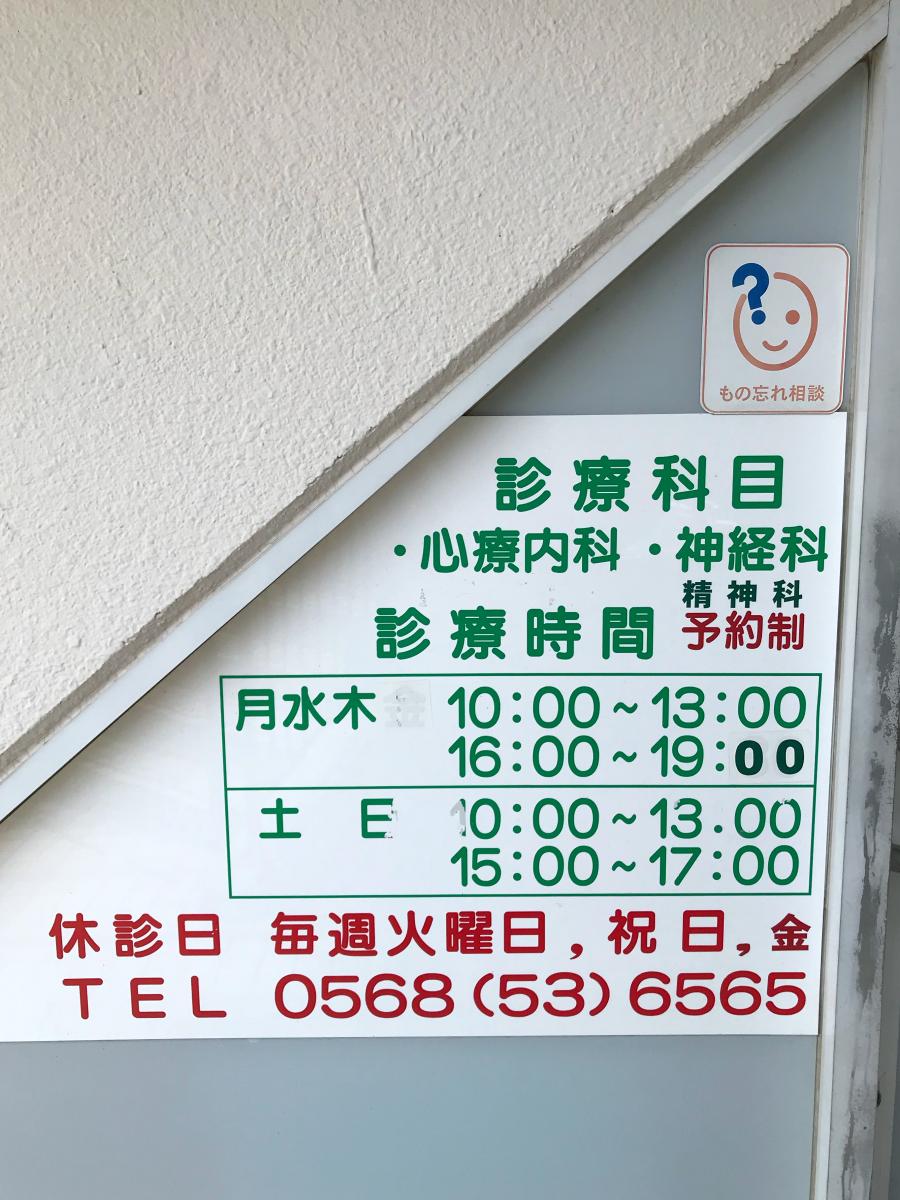 ?
もの忘れ相談
診療科目
・心療内科・神経科
精神科
診療時間 予約制
月水木金 10:00~13:00
16:00~19:00
土日 10:00~13.00
15:00~17:00
休診日 毎週火曜日,祝日,金
TEL 0568(53)6565